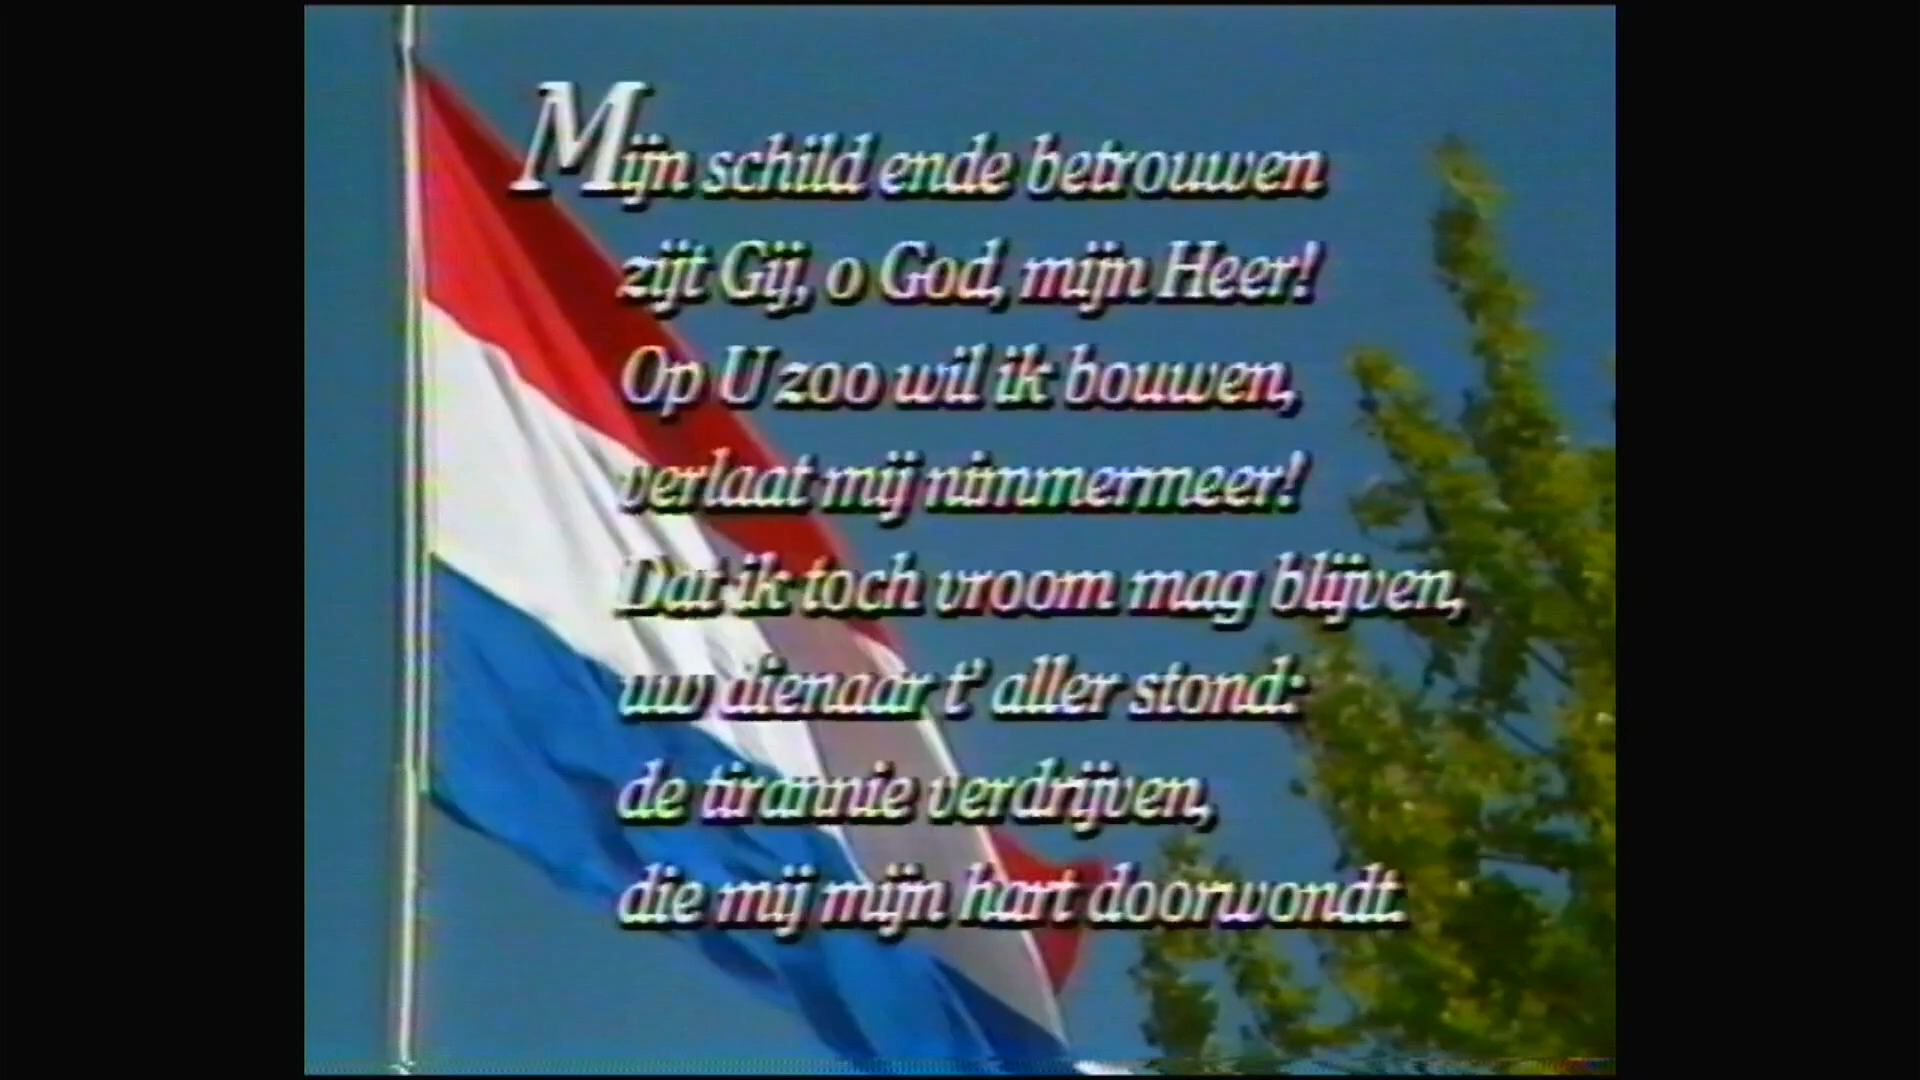 Mijn schild ende betrouwen
zijt Gij, o God, mijn Heer!
Op U zoo wil ik bouwen,
verlaat mij nimmermeer!
Dat ik toch vroom mag blijven,
uw dienaar t' aller stond:
de tirannie verdrijven,
die mij mijn hart doorwondt.